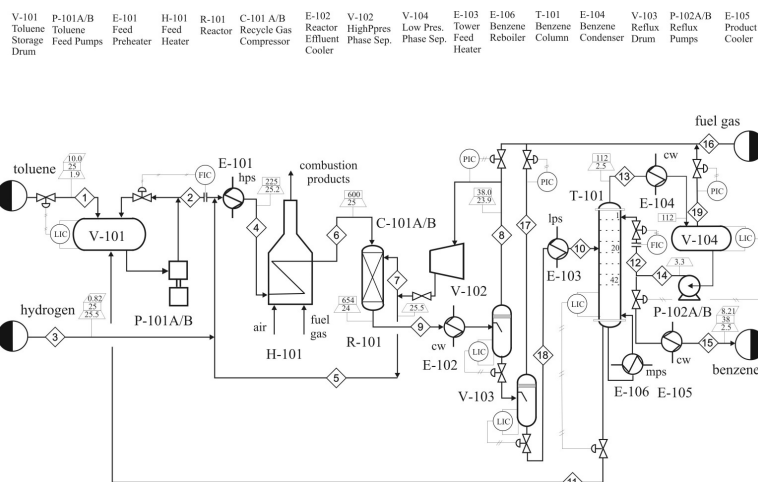 V-101 P-101A/B E-101 H-101 R-101 C-101 A/B E-102 V-102 V-104 E-103 E-106 T-101 E-104 V-103 P-102A/B E-105
Toluene Toluene Feed Feed Reactor Recycle Gas Reactor HighPpres Low Pres. Tower Benzene Benzene Benzene Reflux Reflux Product
Storage Feed Pumps Preheater Heater Compressor Effluent Phase Sep. Phase Sep. Feed Reboiler Column Condenser Drum Pumps Cooler
Drum Cooler Heater
fuel gas
16
toluene
10.0
25
1.9
1
FIC
2
E-101
hps
225
25.2
4
combustion
products
600
25
6
C-101A/B
PIC
38.0
23.9
8
PIC
17
112
2.5
13
cw
E-104
T-101
PIC
19
LIC
V-101
P-101A/B
7
V-102
lps
10
E-103
1
20
42
FIC
12
112
V-104
LIC
14
3.3
P-102A/B
hydrogen
0.82
25
25.5
3
air
fuel
gas
H-101
654
24
R-101
25.5
9
cw
E-102
LIC
18
LIC
8.21
38
2.5
15
cw
benzene
5
V-103
LIC
mps
E-106 E-105
11